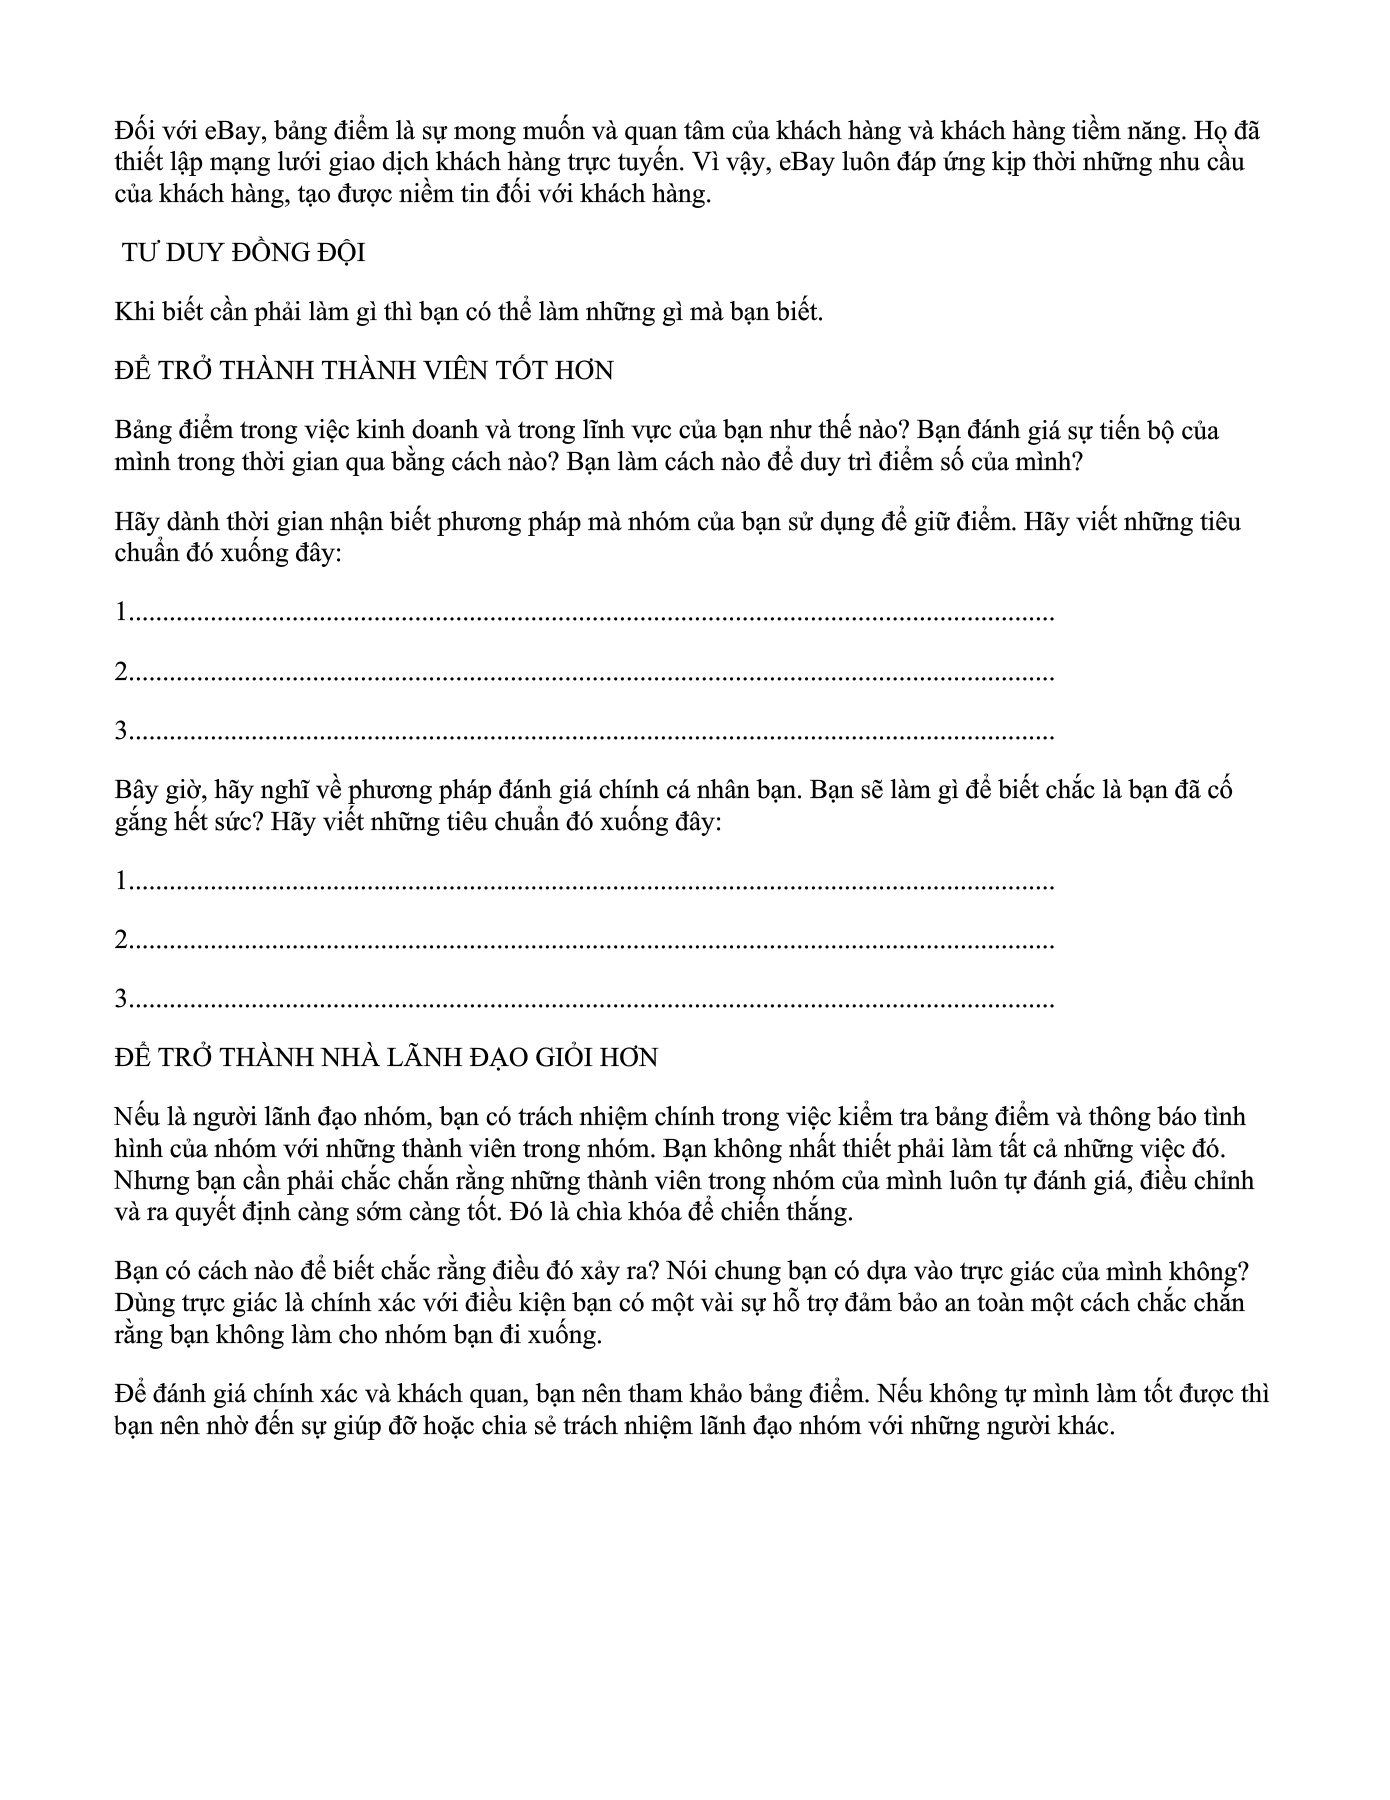 Đối với eBay, bảng điểm là sự mong muốn và quan tâm của khách hàng và khách hàng tiềm năng. Họ đã
thiết lập mạng lưới giao dịch khách hàng trực tuyến. Vì vậy, eBay luôn đáp ứng kịp thời những nhu cầu
của khách hàng, tạo được niềm tin đối với khách hàng.
TƯ DUY ĐỒNG ĐỘI
Khi biết cần phải làm gì thì bạn có thể làm những gì mà bạn biết.
ĐỂ TRỞ THÀNH THÀNH VIÊN TỐT HƠN
Bảng điểm trong việc kinh doanh và trong lĩnh vực của bạn như thế nào? Bạn đánh giá sự tiến bộ của
mình trong thời gian qua bằng cách nào? Bạn làm cách nào để duy trì điểm số của mình?
Hãy dành thời gian nhận biết phương pháp mà nhóm của bạn sử dụng để giữ điểm. Hãy viết những tiêu
chuẩn đó xuống đây:
1.........................................................................................................................................
2.........................................................................................................................................
3.........................................................................................................................................
Bây giờ, hãy nghĩ về phương pháp đánh giá chính cá nhân bạn. Bạn sẽ làm gì để biết chắc là bạn đã cố
gắng hết sức? Hãy viết những tiêu chuẩn đó xuống đây:
1.........................................................................................................................................
2.........................................................................................................................................
3.........................................................................................................................................
ĐỂ TRỞ THÀNH NHÀ LÃNH ĐẠO GIỎI HƠN
Nếu là người lãnh đạo nhóm, bạn có trách nhiệm chính trong việc kiểm tra bảng điểm và thông báo tình
hình của nhóm với những thành viên trong nhóm. Bạn không nhất thiết phải làm tất cả những việc đó.
Nhưng bạn cần phải chắc chắn rằng những thành viên trong nhóm của mình luôn tự đánh giá, điều chỉnh
và ra quyết định càng sớm càng tốt. Đó là chìa khóa để chiến thắng.
Bạn có cách nào để biết chắc rằng điều đó xảy ra? Nói chung bạn có dựa vào trực giác của mình không?
Dùng trực giác là chính xác với điều kiện bạn có một vài sự hỗ trợ đảm bảo an toàn một cách chắc chắn
rằng bạn không làm cho nhóm bạn đi xuống.
Để đánh giá chính xác và khách quan, bạn nên tham khảo bảng điểm. Nếu không tự mình làm tốt được thì
bạn nên nhờ đến sự giúp đỡ hoặc chia sẻ trách nhiệm lãnh đạo nhóm với những người khác.